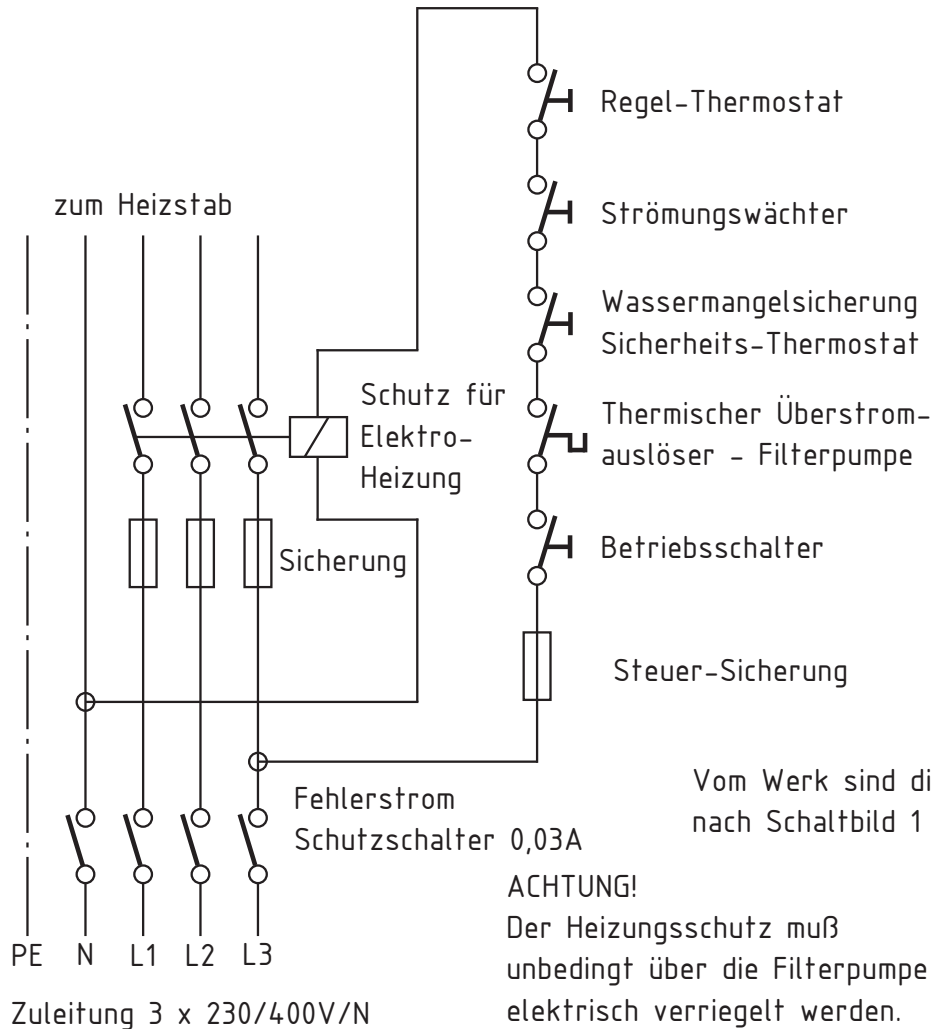 Regel-Thermostat
zum Heizstab
Strömungswächter
Wassermangelsicherung
Sicherheits-Thermostat
Schutz für
Elektro-
Heizung
Thermischer Überstrom-
auslöser - Filterpumpe
Sicherung
Betriebsschalter
Steuer-Sicherung
Vom Werk sind di
nach Schaltbild 1
Fehlerstrom
Schutzschalter 0,03A
ACHTUNG!
Der Heizungsschutz muß
unbedingt über die Filterpumpe
elektrisch verriegelt werden.
PE N L1 L2 L3
Zuleitung 3 x 230/400V/N